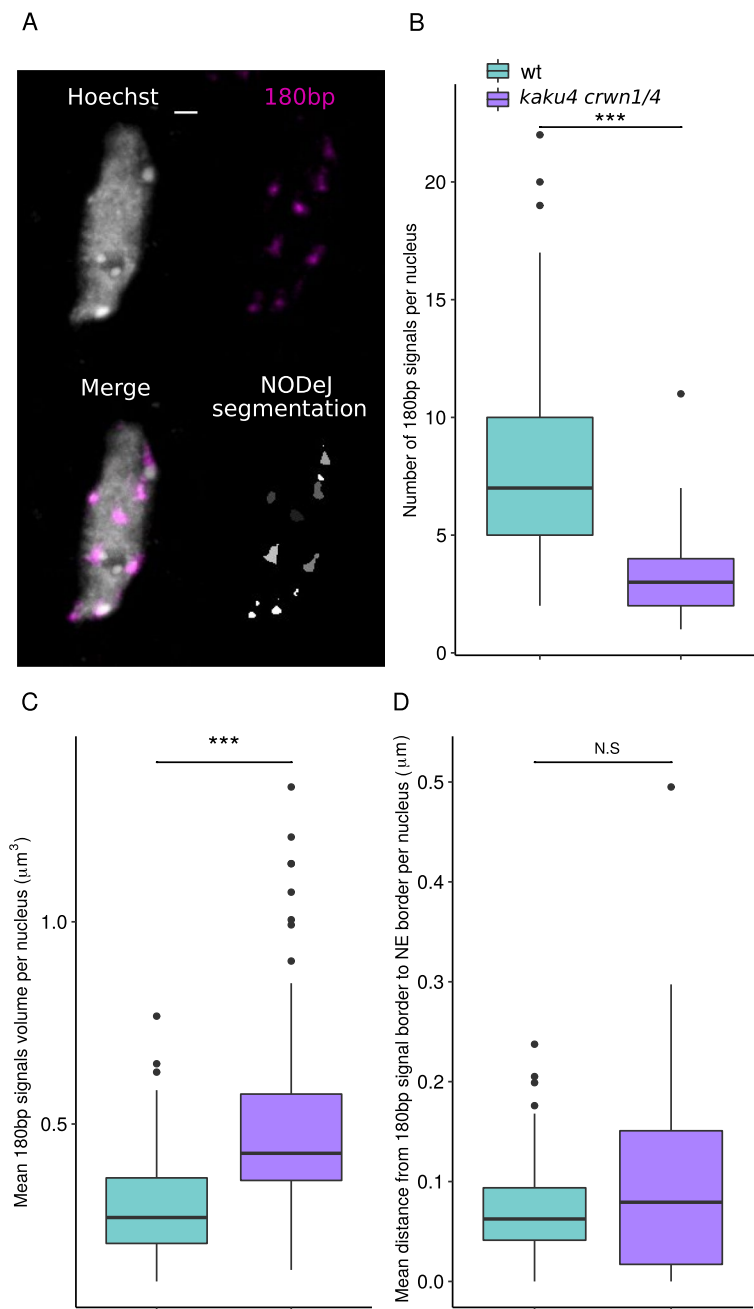 A
Hoechst
180bp
Merge
NODeJ
segmentation
B
wt
kaku4 crwn1/4
***
Number of 180bp signals per nucleus
20
15
10
5
0
C
***
Mean 180bp signals volume per nucleus (μm³)
1.0
0.5
D
N.S
Mean distance from 180bp signal border to NE border per nucleus (μm)
0.5
0.4
0.3
0.2
0.1
0.0